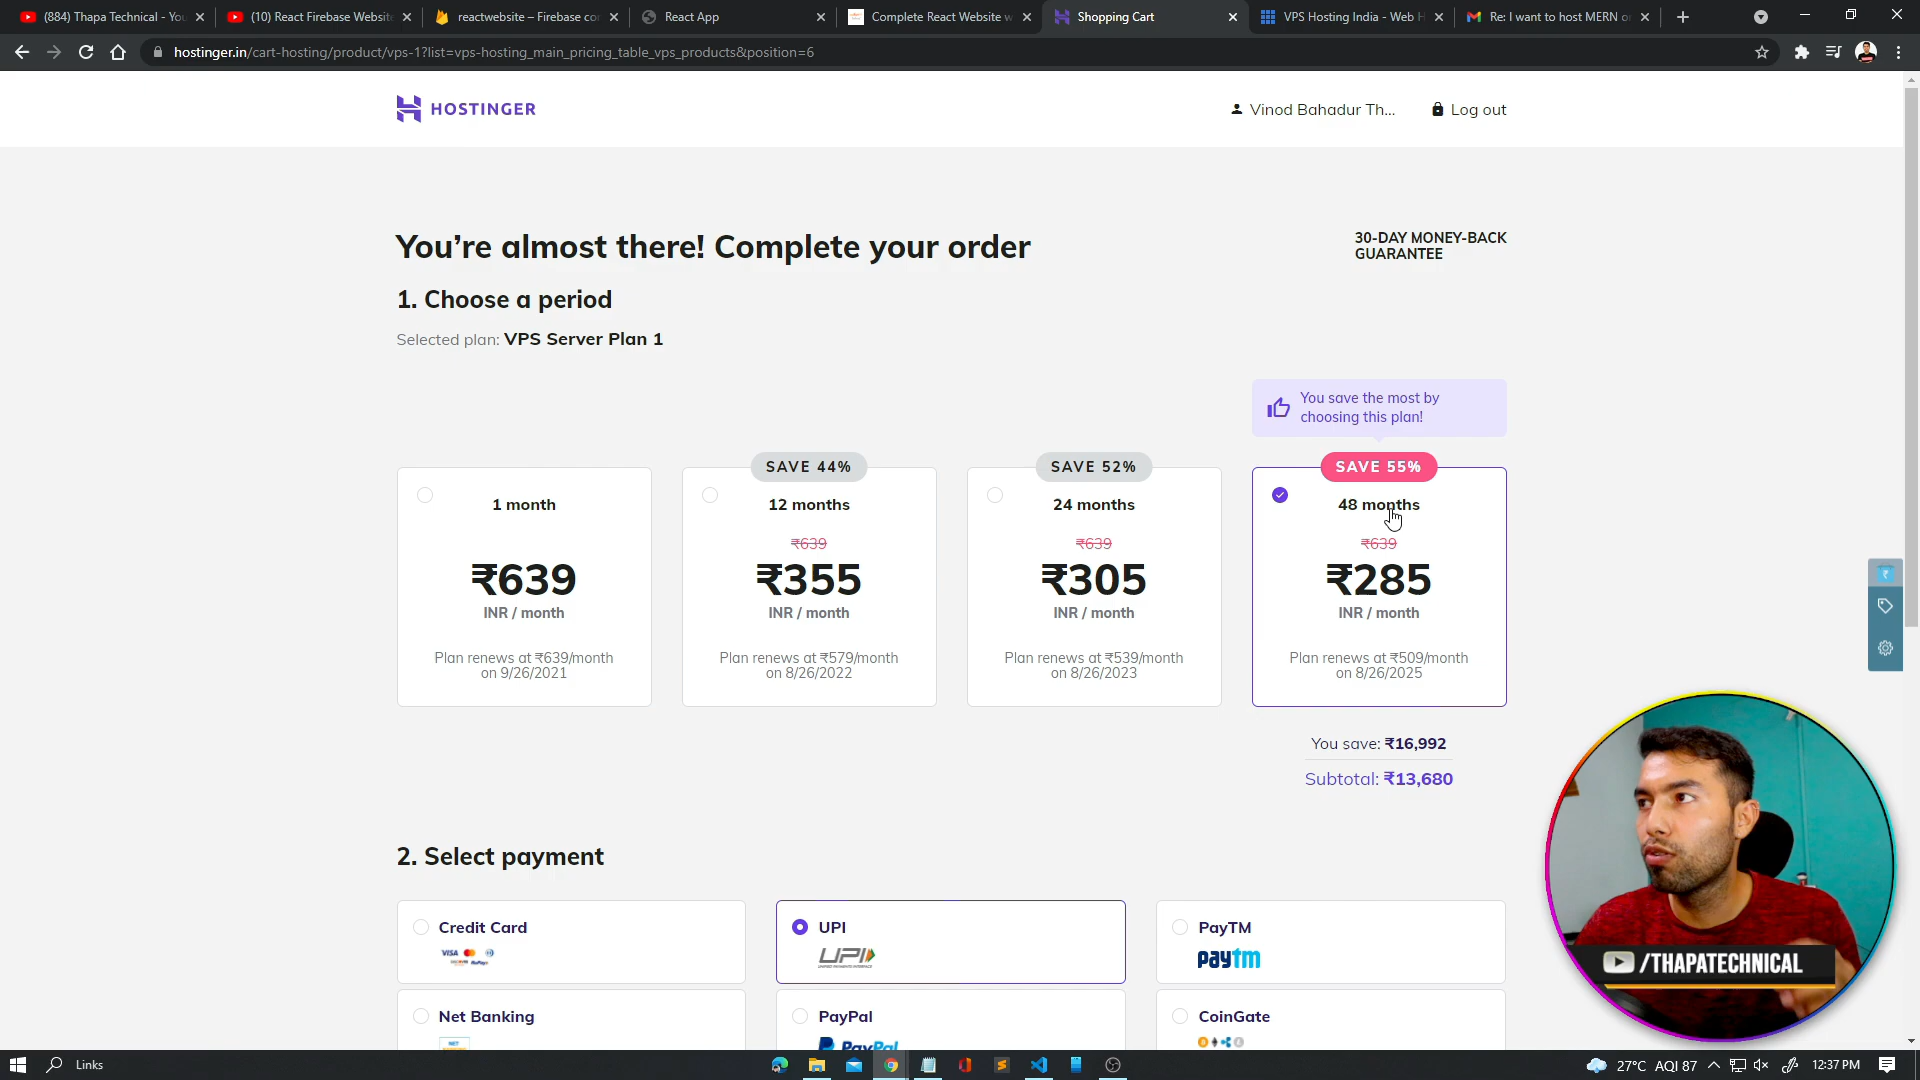 (884) Thapa Technical - You
(10) React Firebase Website
reactwebsite – Firebase co
React App
Complete React Website w
Shopping Cart
VPS Hosting India - Web H
Re: I want to host MERN o
hostinger.in/cart-hosting/product/vps-1?list=vps-hosting_main_pricing_table_vps_products&position=6
HOSTINGER
Vinod Bahadur Th...
Log out
You're almost there! Complete your order
30-DAY MONEY-BACK
GUARANTEE
1. Choose a period
Selected plan: VPS Server Plan 1
You save the most by
choosing this plan!
SAVE 44%
SAVE 52%
SAVE 55%
1 month
12 months
24 months
48 months
₹639
₹639
₹639
₹639
₹355
₹305
₹285
INR / month
INR / month
INR / month
INR / month
Plan renews at ₹639/month
on 9/26/2021
Plan renews at ₹579/month
on 8/26/2022
Plan renews at ₹539/month
on 8/26/2023
Plan renews at ₹509/month
on 8/26/2025
You save: ₹16,992
Subtotal: ₹13,680
2. Select payment
Credit Card
VISA
UPI
UPI
PayTM
paytm
/THAPATECHNICAL
Net Banking
NET
PayPal
PayPal
CoinGate
Links
27°C AQI 87
12:37 PM